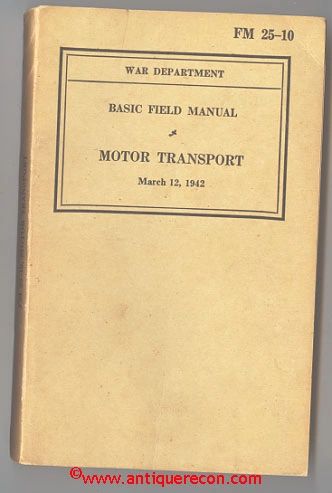 FM 25–10
WAR DEPARTMENT
BASIC FIELD MANUAL
MOTOR TRANSPORT
March 12, 1942
© www.antiquerecon.com